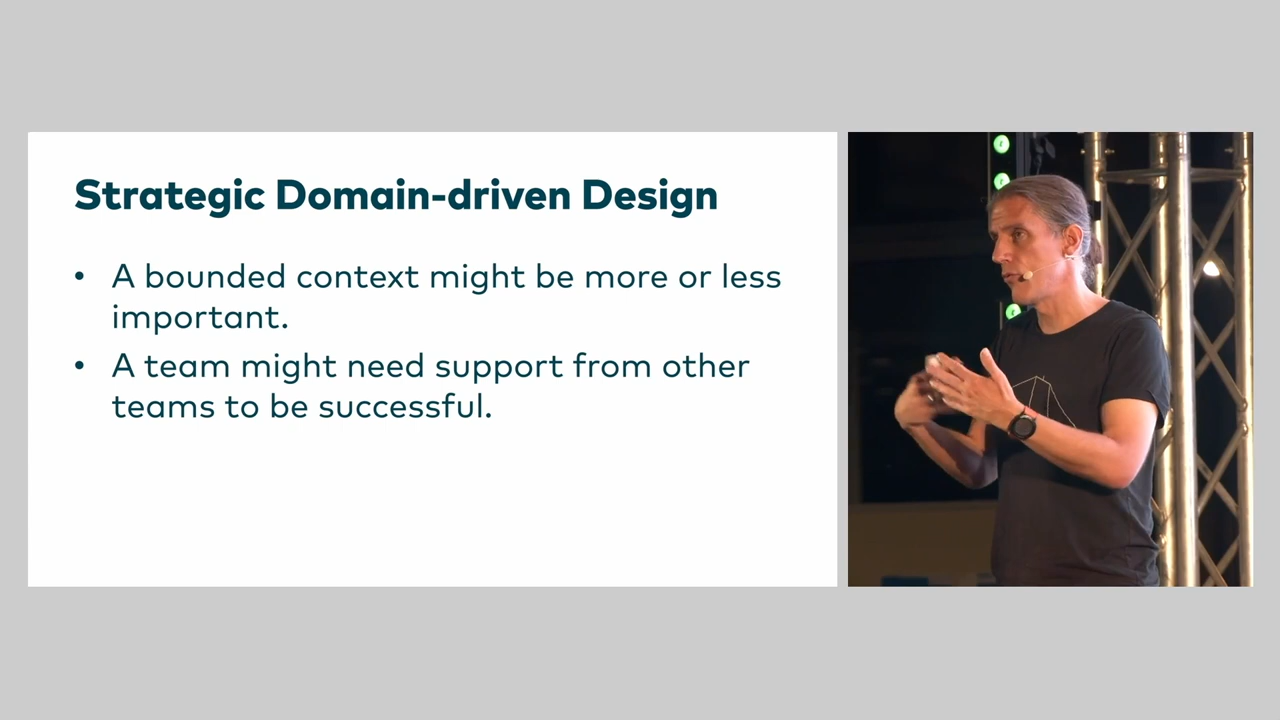 Strategic Domain-driven Design
• A bounded context might be more or less
important.
• A team might need support from other
teams to be successful.